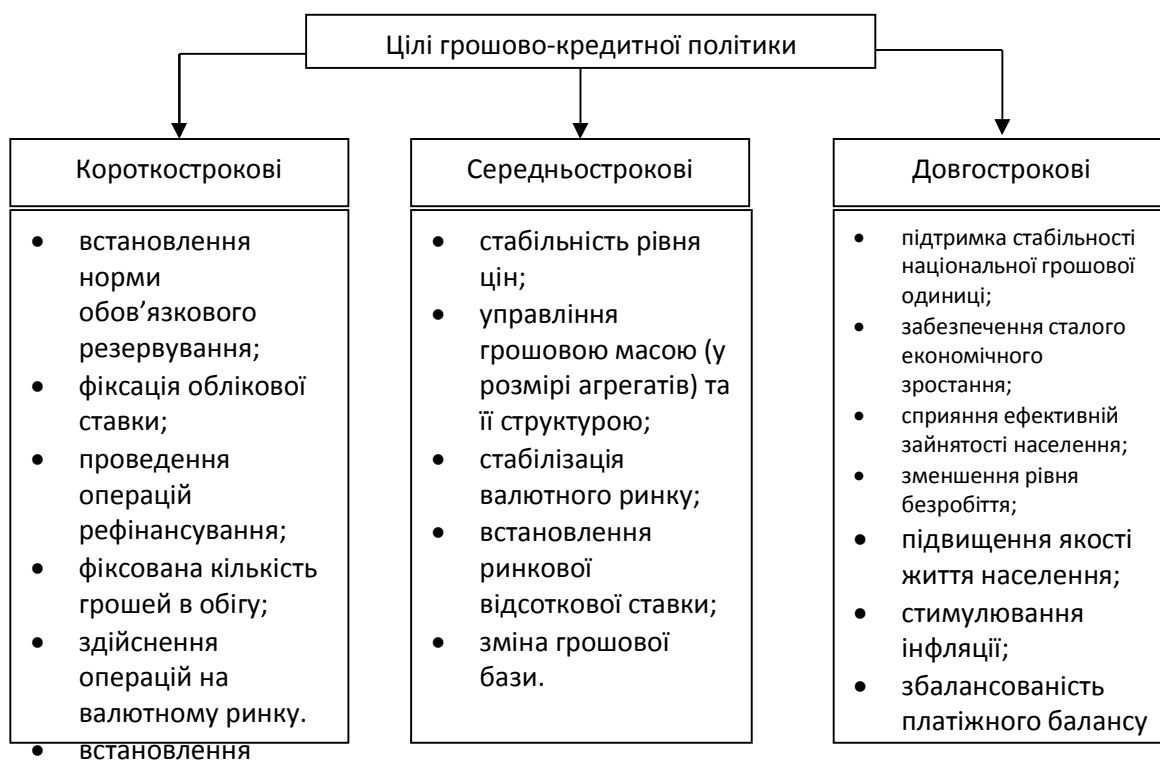 Цілі грошово-кредитної політики
Короткострокові
встановлення
норми
обов’язкового
резервування;
фіксація облікової
ставки;
проведення
операцій
рефінансування;
фіксована кількість
грошей в обігу;
здійснення
операцій на
валютному ринку.
встановлення
Середньострокові
стабільність рівня
цін;
управління
грошовою масою (у
розмірі агрегатів) та
її структурою;
стабілізація
валютного ринку;
встановлення
ринкової
відсоткової ставки;
зміна грошової
бази.
Довгострокові
підтримка стабільності
національної грошової
одиниці;
забезпечення сталого
економічного
зростання;
сприяння ефективній
зайнятості населення;
зменшення рівня
безробіття;
підвищення якості
життя населення;
стимулювання
інфляції;
збалансованість
платіжного балансу